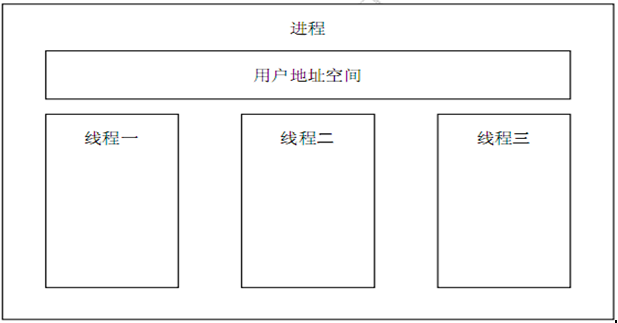 进程
用户地址空间
线程一
线程二
线程三